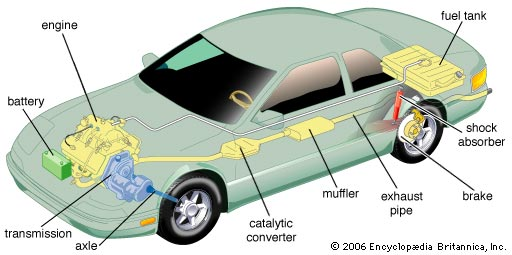 fuel tank
engine
battery
shock
absorber
transmission
axle
catalytic
converter
muffler
exhaust
pipe
brake
© 2006 Encyclopædia Britannica, Inc.